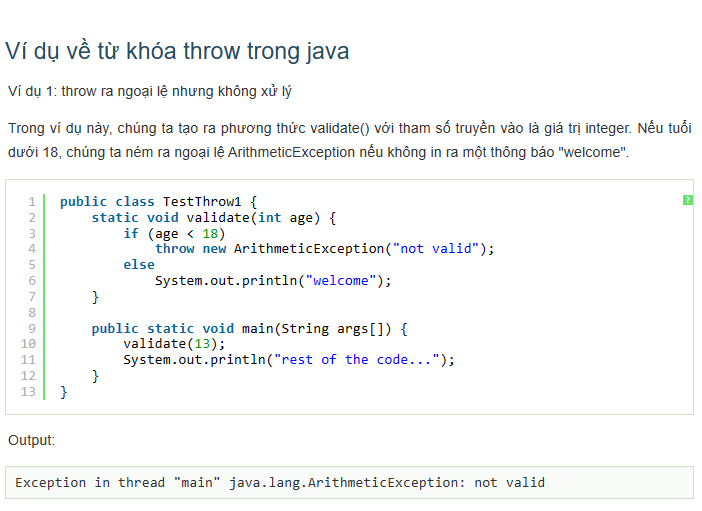 Ví dụ về từ khóa throw trong java
Ví dụ 1: throw ra ngoại lệ nhưng không xử lý
Trong ví dụ này, chúng ta tạo ra phương thức validate() với tham số truyền vào là giá trị integer. Nếu tuổi
dưới 18, chúng ta ném ra ngoại lệ ArithmeticException nếu không in ra một thông báo "welcome".
?
1 public class TestThrow1 {
2     static void validate(int age) {
3         if (age < 18)
4             throw new ArithmeticException("not valid");
5         else
6             System.out.println("welcome");
7     }
8
9     public static void main(String args[]) {
10         validate(13);
11         System.out.println("rest of the code...");
12     }
13 }
Output:
Exception in thread "main" java.lang.ArithmeticException: not valid